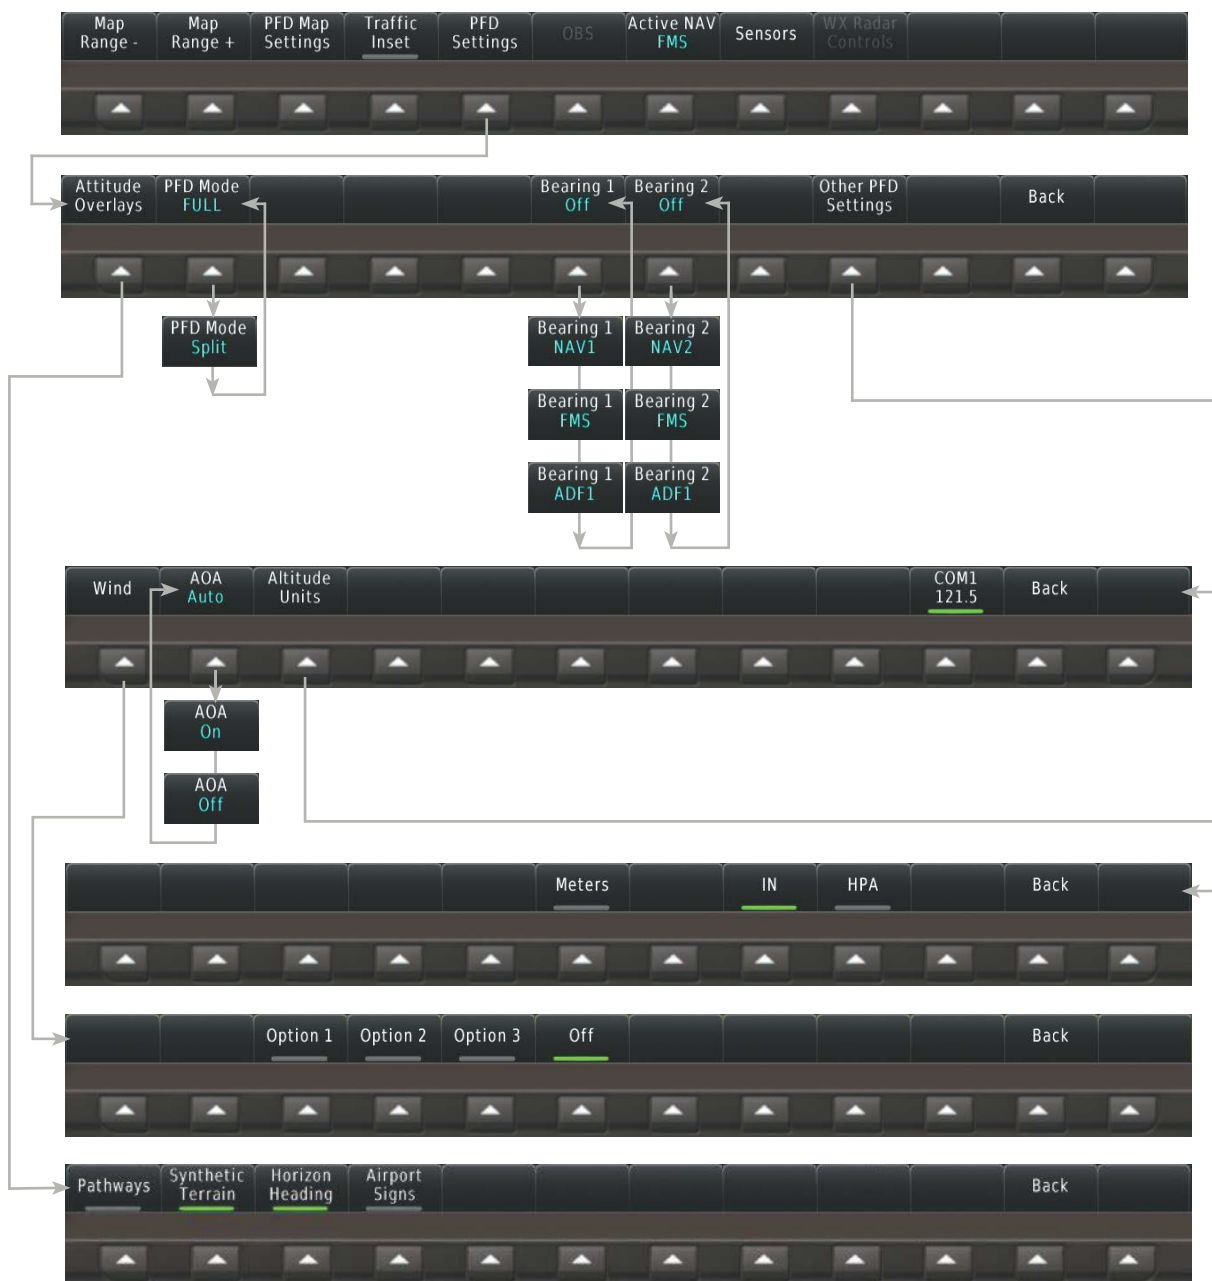 Map Range -
Map Range +
PFD Map Settings
Traffic Inset
PFD Settings
OBS
Active NAV FMS
Sensors
WX Radar Controls
Attitude Overlays
PFD Mode FULL
Bearing 1 Off
Bearing 2 Off
Other PFD Settings
Back
PFD Mode Split
Bearing 1 NAV1
Bearing 2 NAV2
Bearing 1 FMS
Bearing 2 FMS
Bearing 1 ADF1
Bearing 2 ADF1
Wind
AOA Auto
Altitude Units
COM1 121.5
Back
AOA On
AOA Off
Meters
IN
HPA
Back
Option 1
Option 2
Option 3
Off
Back
Pathways
Synthetic Terrain
Horizon Heading
Airport Signs
Back